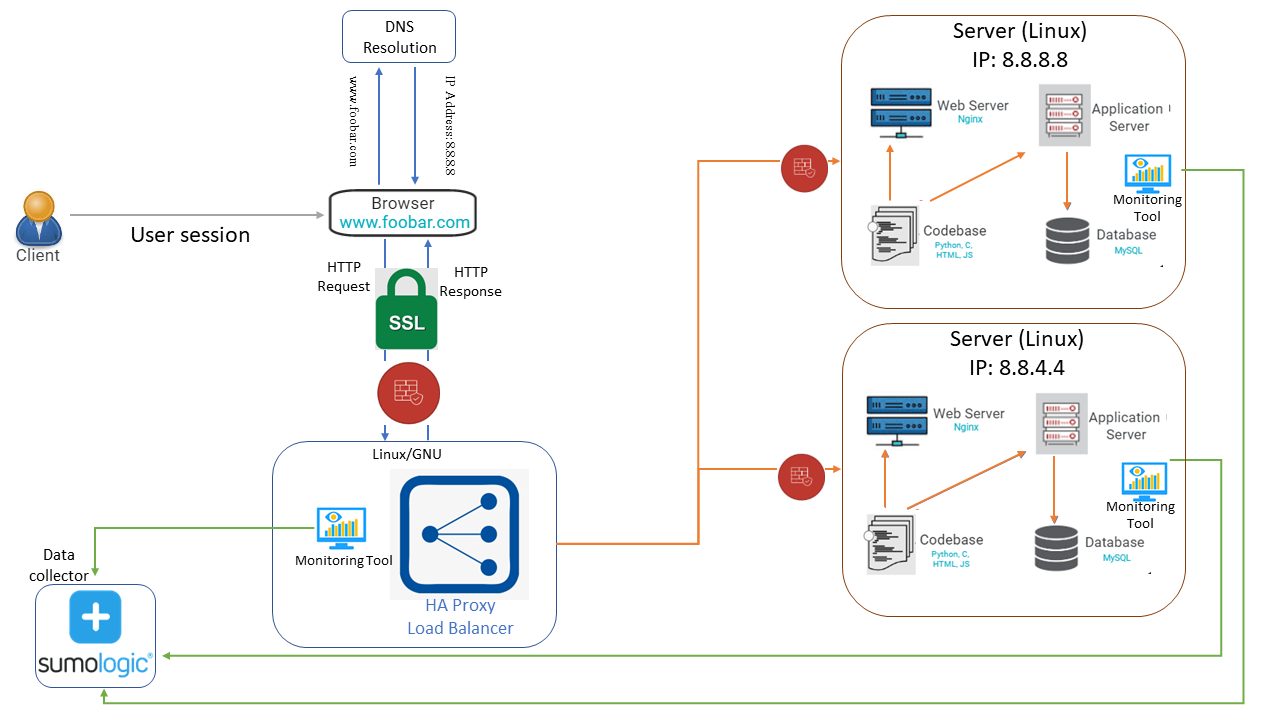 DNS
Resolution
www.foobar.com
IP Address:8.8.8.8
Client
User session
Browser
www.foobar.com
HTTP
Request
HTTP
Response
SSL
Linux/GNU
Monitoring Tool
HA Proxy
Load Balancer
Data
collector
sumologic®
Server (Linux)
IP: 8.8.8.8
Web Server
Nginx
Application
Server
Monitoring
Tool
Codebase
Python, C,
HTML, JS
Database
MySQL
Server (Linux)
IP: 8.8.4.4
Web Server
Nginx
Application
Server
Monitoring
Tool
Codebase
Python, C,
HTML, JS
Database
MySQL